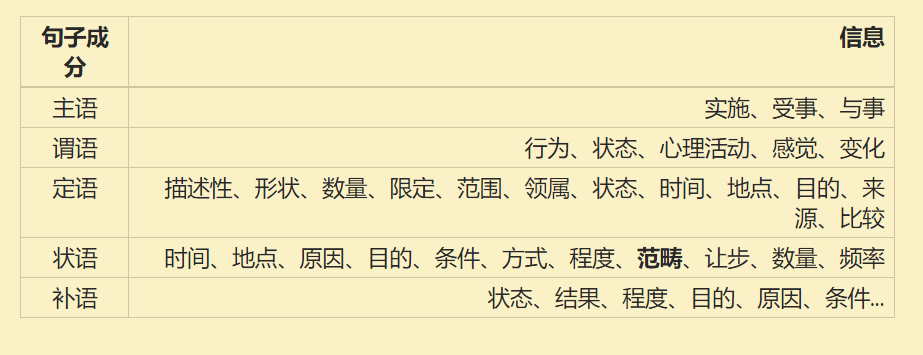 句子成
分
信息
主语
实施、受事、与事
谓语
行为、状态、心理活动、感觉、变化
定语
描述性、形状、数量、限定、范围、领属、状态、时间、地点、目的、来
源、比较
状语
时间、地点、原因、目的、条件、方式、程度、范畴、让步、数量、频率
补语
状态、结果、程度、目的、原因、条件...